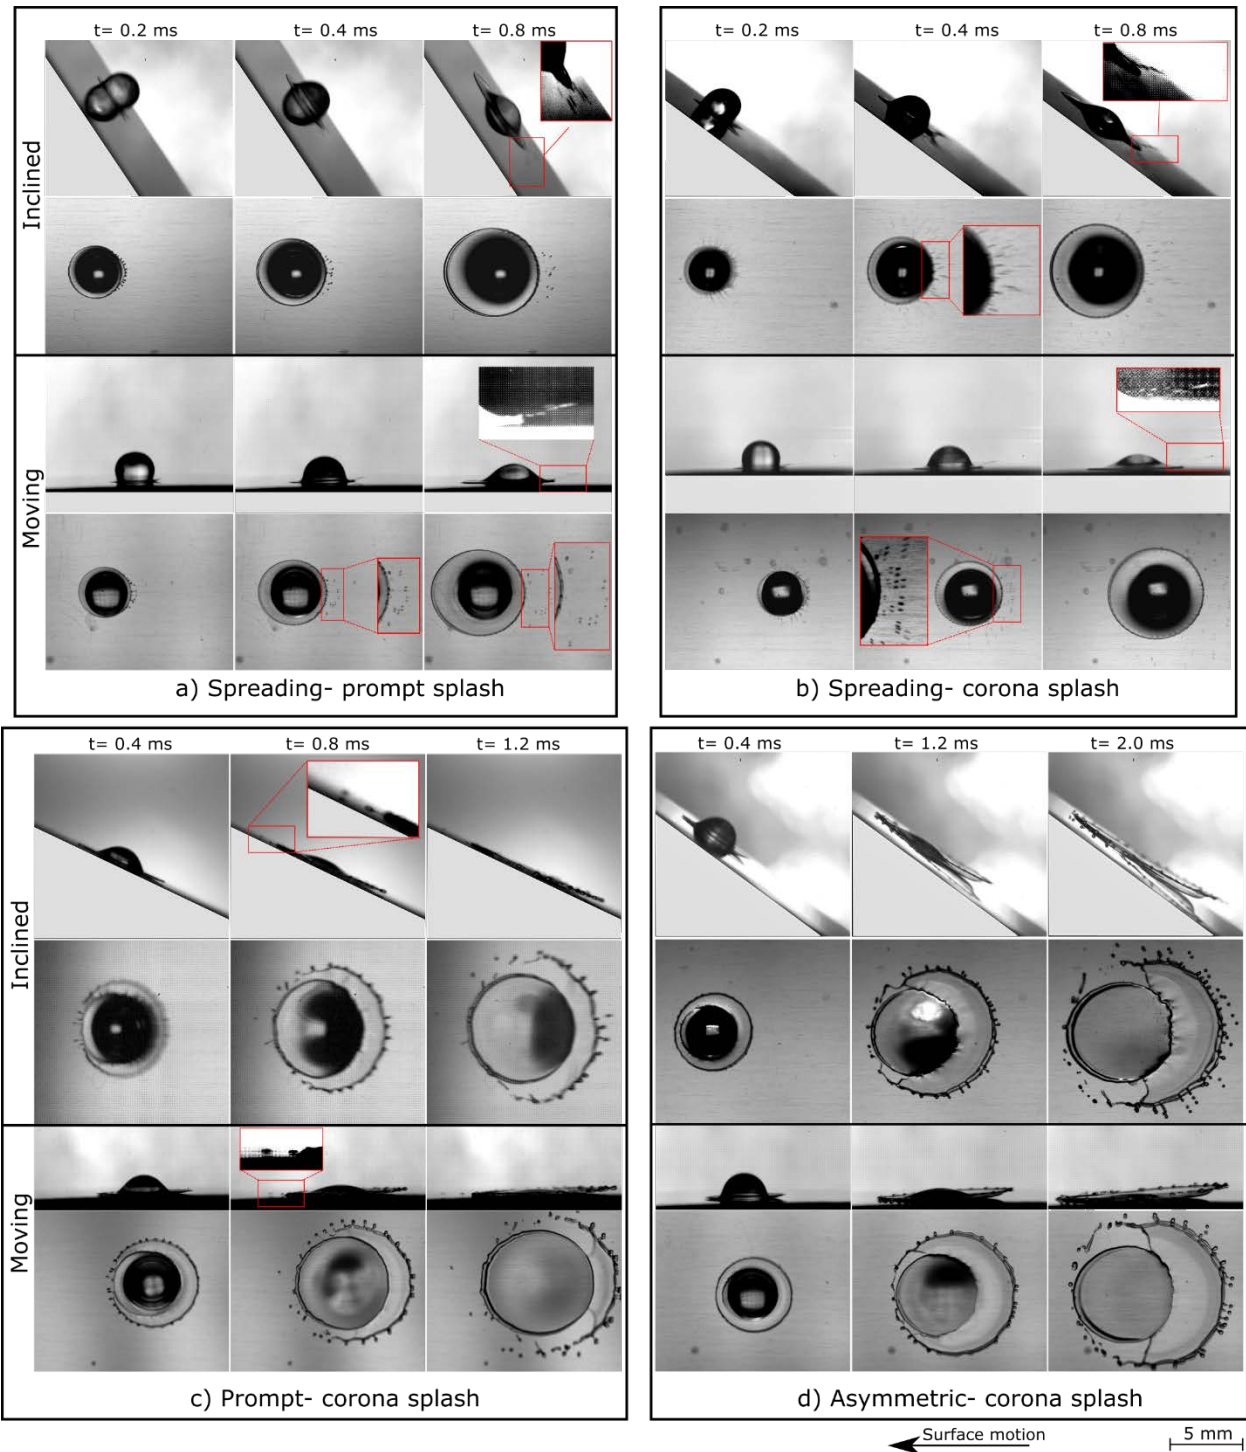 t= 0.2 ms t= 0.4 ms t= 0.8 ms
Inclined
Moving
a) Spreading- prompt splash
t= 0.2 ms t= 0.4 ms t= 0.8 ms
b) Spreading- corona splash
t= 0.4 ms t= 0.8 ms t= 1.2 ms
Inclined
Moving
c) Prompt- corona splash
t= 0.4 ms t= 1.2 ms t= 2.0 ms
d) Asymmetric- corona splash
Surface motion
5 mm